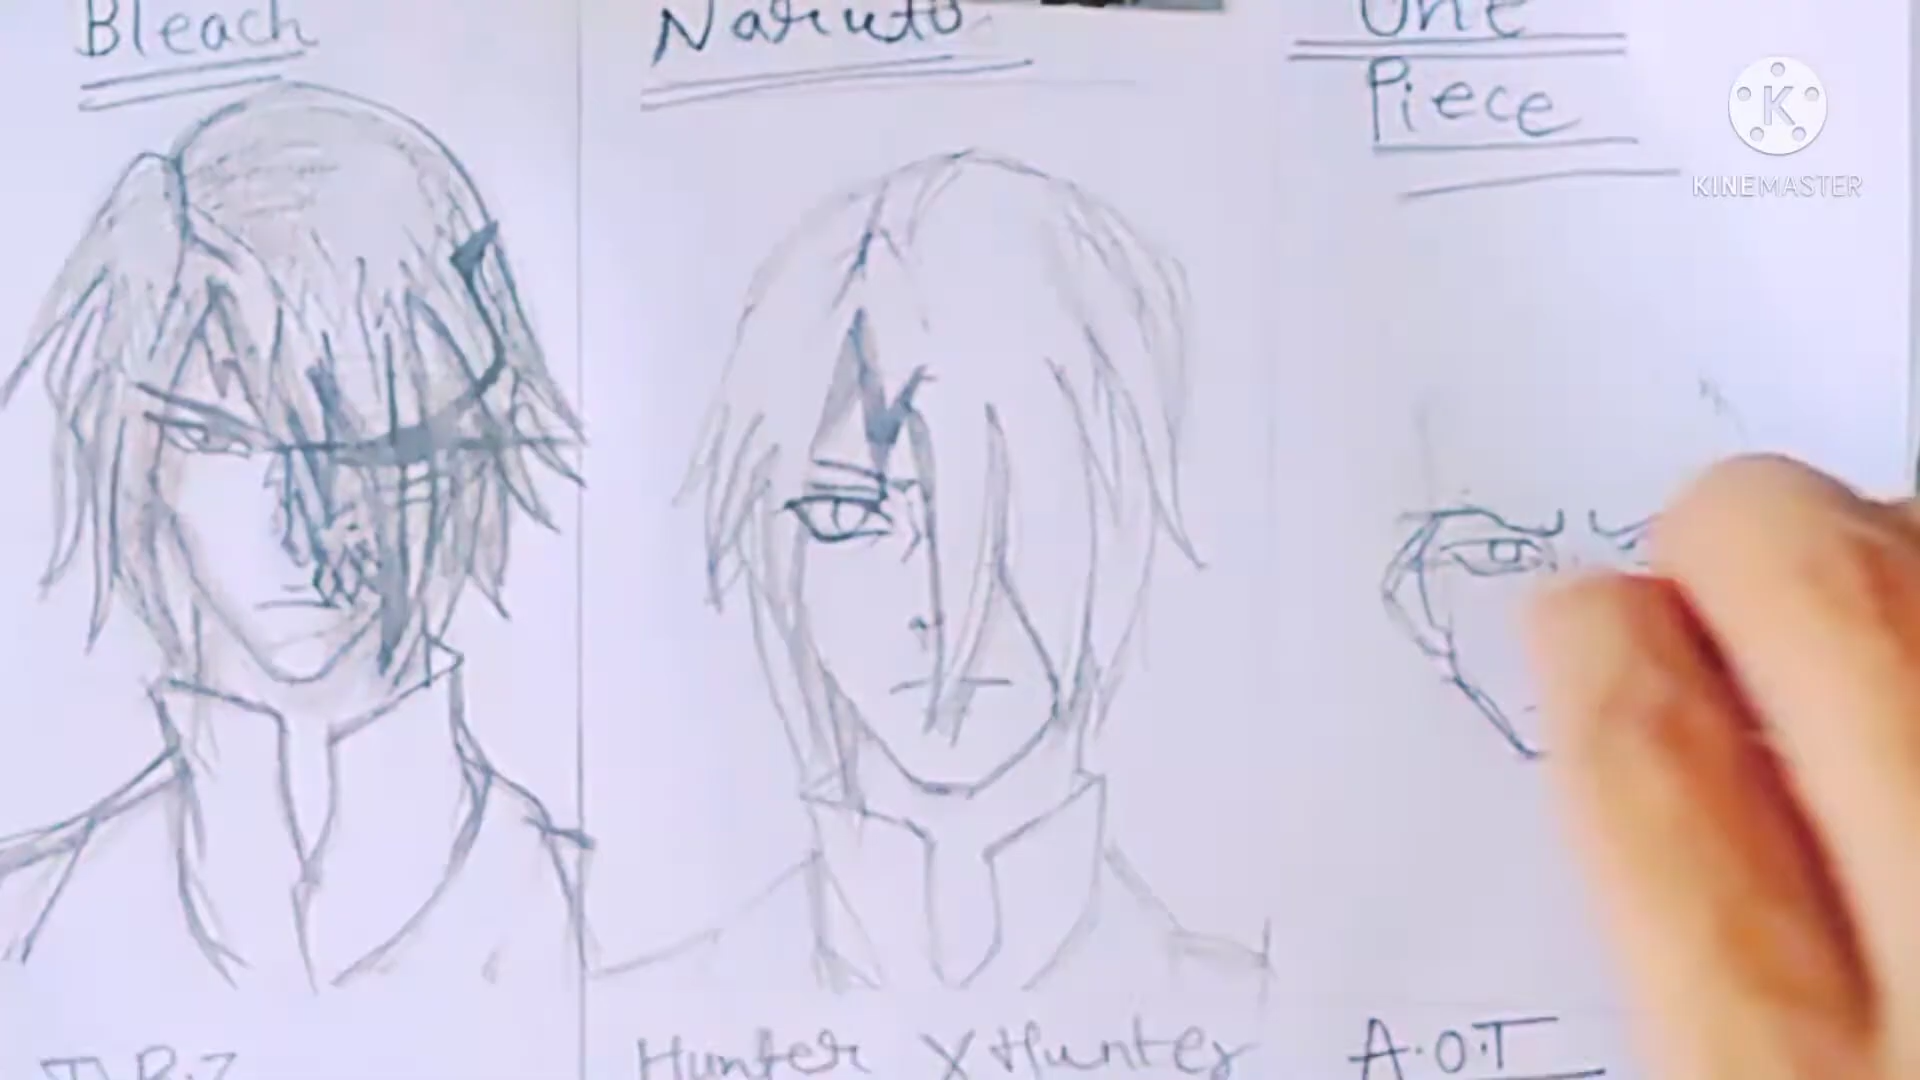 Bleach
Naruto
One
Piece
K
KINEMASTER
Hunter X Hunter
A.O.T